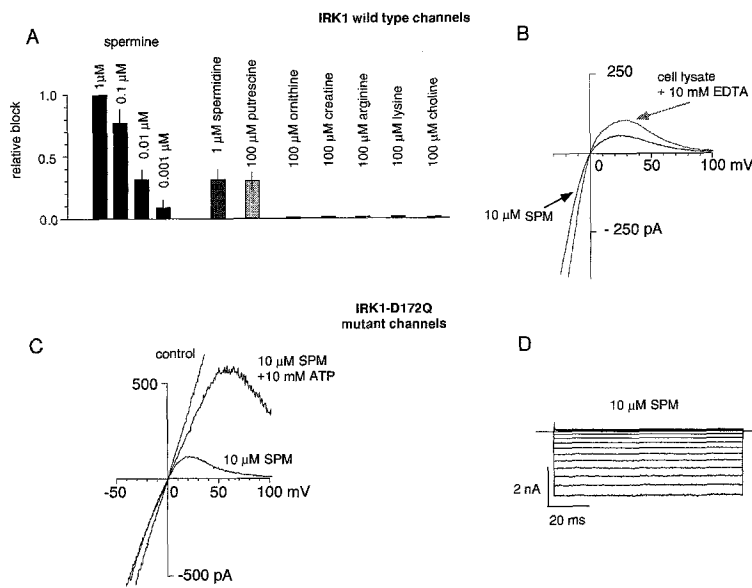 IRK1 wild type channels
A
spermine
1µM
0.1 µM
0.01 µM
0.001 µM
1 µM spermidine
100 µM putrescine
100 µM ornithine
100 µM creatine
100 µM arginine
100 µM lysine
100 µM choline
relative block
1.0
0.5
0.0
B
250
cell lysate
+ 10 mM EDTA
0
50
100 mV
10 µM SPM
- 250 pA
IRK1-D172Q
mutant channels
C
control
500
10 µM SPM
+10 mM ATP
10 µM SPM
-50
0
50
100 mV
-500 pA
D
10 µM SPM
2 nA
20 ms